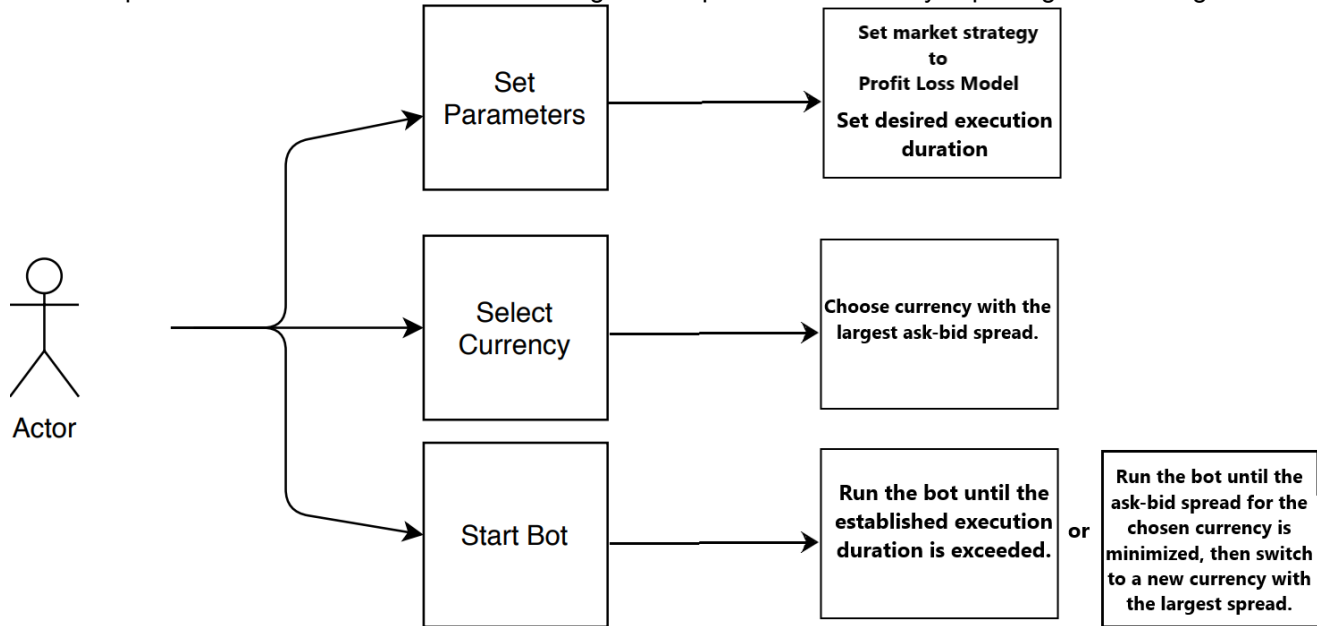 Set
Parameters
Set market strategy
to
Profit Loss Model
Set desired execution
duration
Select
Currency
Choose currency with the
largest ask-bid spread.
Actor
Start Bot
Run the bot until the
established execution
duration is exceeded.
or
Run the bot until the
ask-bid spread for the
chosen currency is
minimized, then switch
to a new currency with
the largest spread.